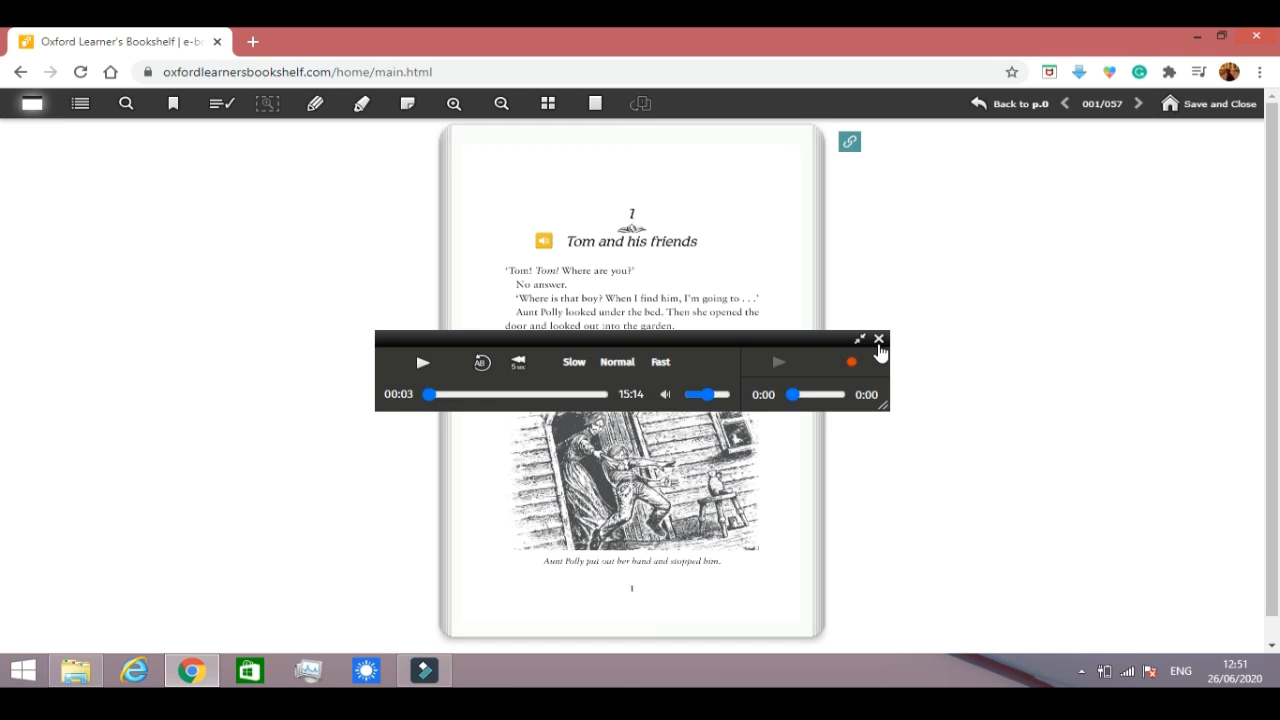 Oxford Learner's Bookshelf | e-bo
oxfordlearnersbookshelf.com/home/main.html
Back to p.0
001/057
Save and Close
1
Tom and his friends
'Tom! Tom! Where are you?'
No answer.
'Where is that boy? When I find him, I'm going to . . .'
Aunt Polly looked under the bed. Then she opened the
door and looked out into the garden.
AB
5 sec
Slow
Normal
Fast
00:03
15:14
0:00
0:00
Aunt Polly put out her hand and stopped him.
1
ENG
12:51
26/06/2020